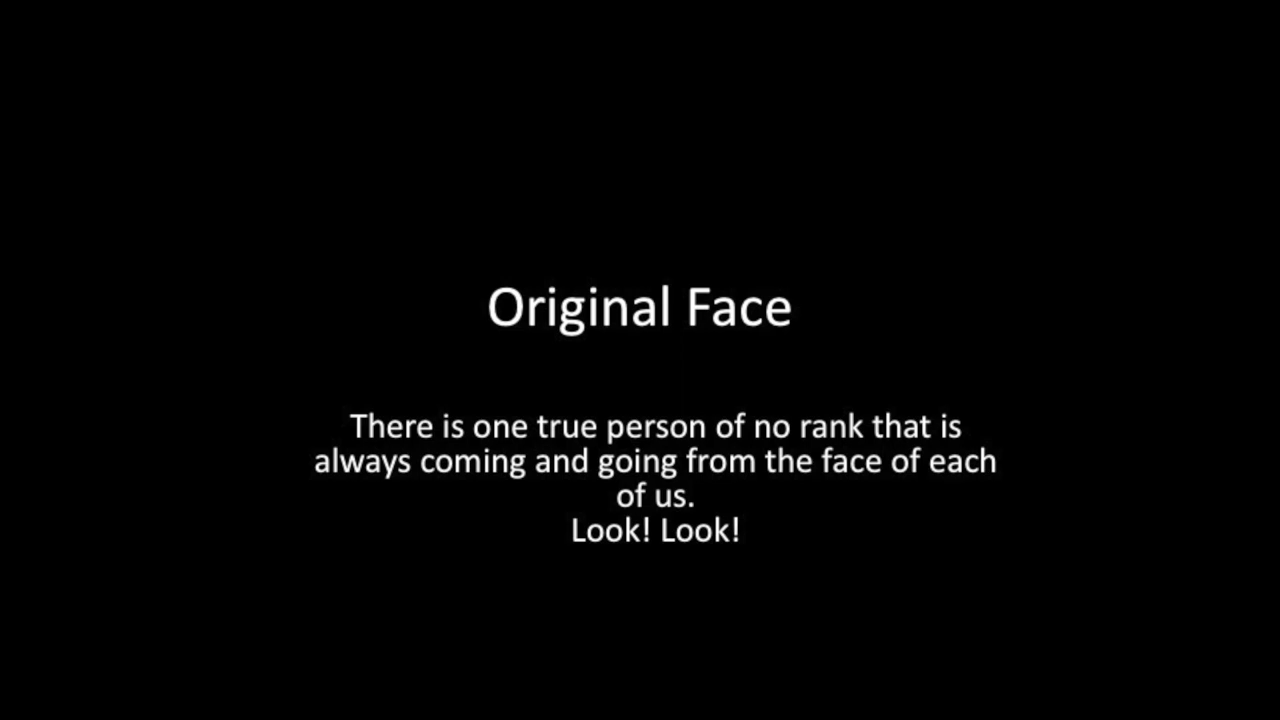 Original Face
There is one true person of no rank that is
always coming and going from the face of each
of us.
Look! Look!